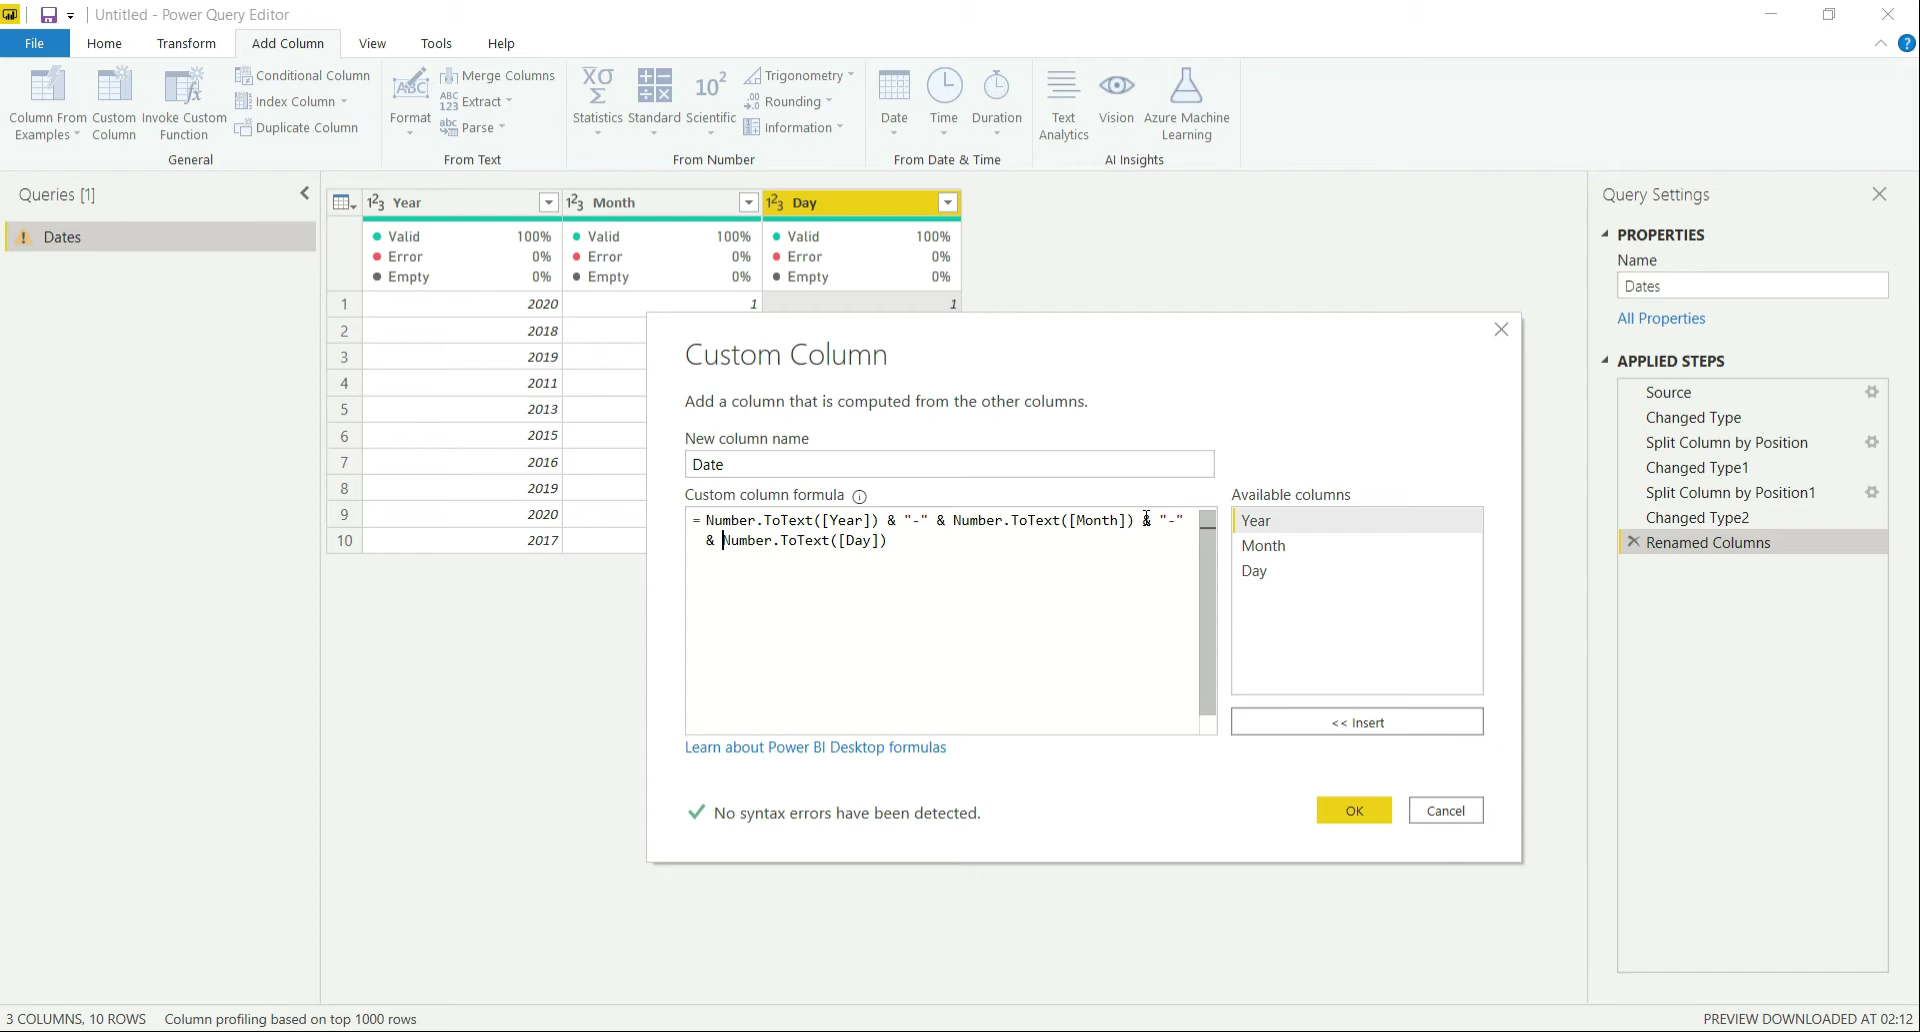 Untitled - Power Query Editor
File Home Transform Add Column View Tools Help
Column From Examples
Custom Column
Invoke Custom Function
Conditional Column
Index Column
Duplicate Column
General
ABC
Format
Merge Columns
ABC 123 Extract
abc Parse
From Text
XΣσ
Statistics
Standard
10²
Scientific
Trigonometry
.00 Rounding
Information
From Number
Date
Time
Duration
From Date & Time
Text Analytics
Vision
Azure Machine Learning
AI Insights
Queries [1]
Dates
1²3 Year 1²3 Month 1²3 Day
Valid 100% Valid 100% Valid 100%
Error 0% Error 0% Error 0%
Empty 0% Empty 0% Empty 0%
1 2020 1 1
2 2018
3 2019
4 2011
5 2013
6 2015
7 2016
8 2019
9 2020
10 2017
Custom Column
Add a column that is computed from the other columns.
New column name
Date
Custom column formula
= Number.ToText([Year]) & "-" & Number.ToText([Month]) & "-"
& Number.ToText([Day])
Available columns
Year
Month
Day
<< Insert
Learn about Power BI Desktop formulas
No syntax errors have been detected.
OK
Cancel
Query Settings
PROPERTIES
Name
Dates
All Properties
APPLIED STEPS
Source
Changed Type
Split Column by Position
Changed Type1
Split Column by Position1
Changed Type2
Renamed Columns
3 COLUMNS, 10 ROWS Column profiling based on top 1000 rows
PREVIEW DOWNLOADED AT 02:12